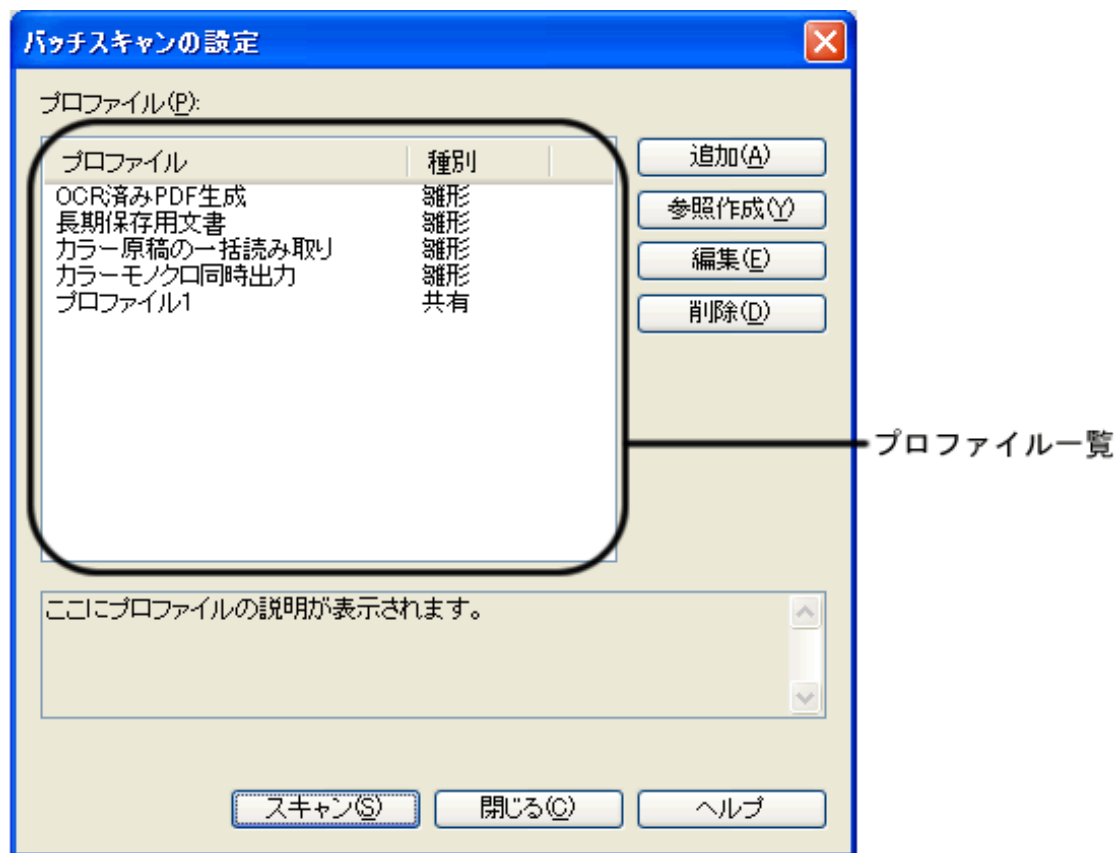 バッチスキャンの設定
プロファイル(P):
プロファイル 種別
OCR済みPDF生成 雛形
長期保存用文書 雛形
カラー原稿の一括読み取り 雛形
カラーモノクロ同時出力 雛形
プロファイル1 共有
追加(A)
参照作成(Y)
編集(E)
削除(D)
プロファイル一覧
ここにプロファイルの説明が表示されます。
スキャン(S) 閉じる(C) ヘルプ